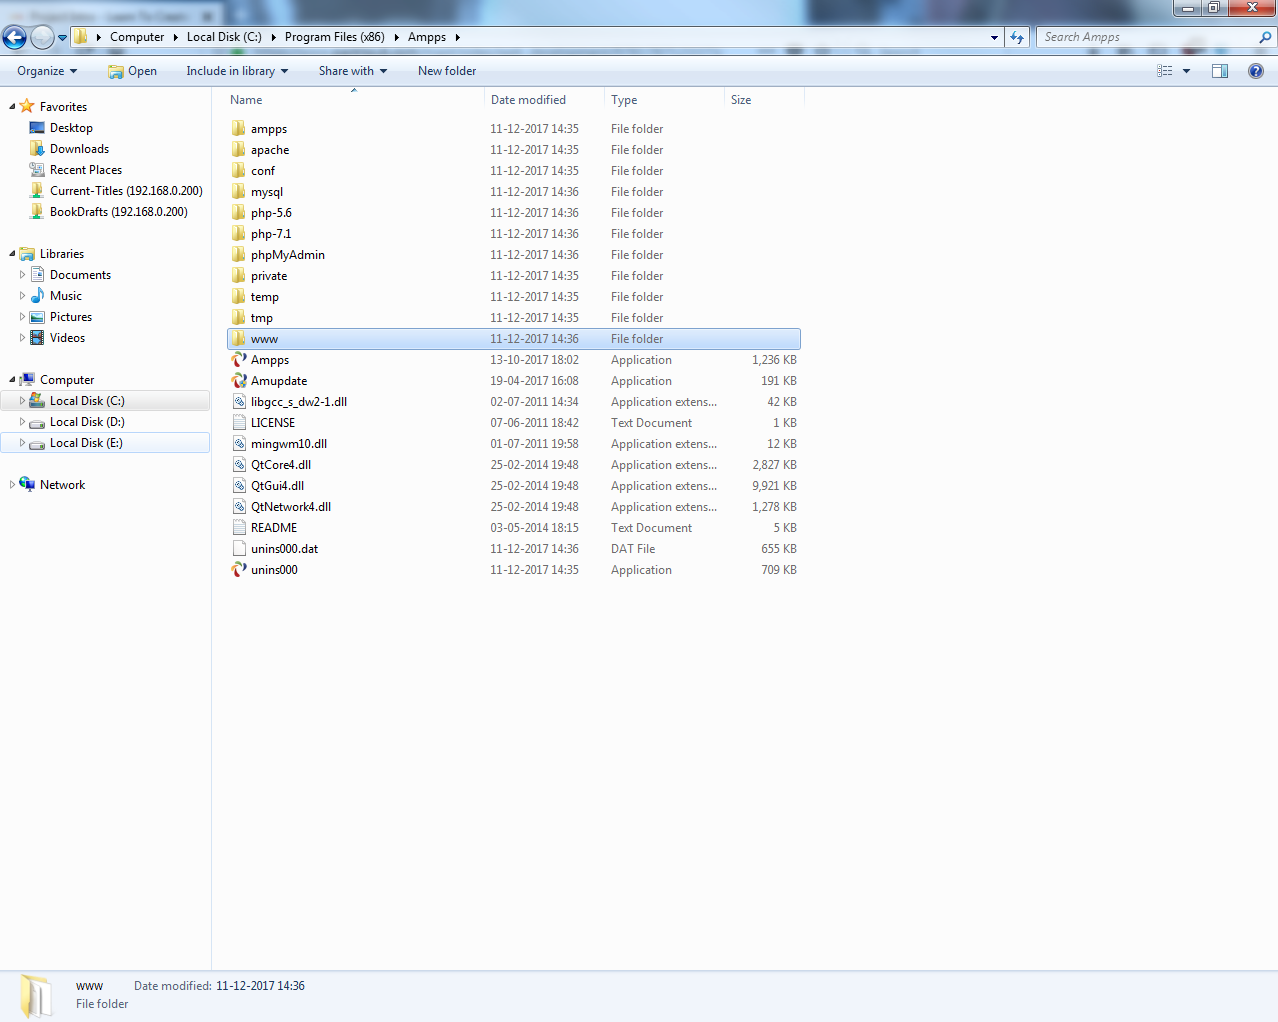 Computer Local Disk (C:) Program Files (x86) Ampps Search Ampps
Organize Open Include in library Share with New folder
Name Date modified Type Size
Favorites
Desktop
Downloads
Recent Places
Current-Titles (192.168.0.200)
BookDrafts (192.168.0.200)
Libraries
Documents
Music
Pictures
Videos
Computer
Local Disk (C:)
Local Disk (D:)
Local Disk (E:)
Network
ampps 11-12-2017 14:35 File folder
apache 11-12-2017 14:35 File folder
conf 11-12-2017 14:35 File folder
mysql 11-12-2017 14:36 File folder
php-5.6 11-12-2017 14:36 File folder
php-7.1 11-12-2017 14:36 File folder
phpMyAdmin 11-12-2017 14:36 File folder
private 11-12-2017 14:35 File folder
temp 11-12-2017 14:35 File folder
tmp 11-12-2017 14:35 File folder
www 11-12-2017 14:36 File folder
Ampps 13-10-2017 18:02 Application 1,236 KB
Amupdate 19-04-2017 16:08 Application 191 KB
libgcc_s_dw2-1.dll 02-07-2011 14:34 Application extens... 42 KB
LICENSE 07-06-2011 18:42 Text Document 1 KB
mingwm10.dll 01-07-2011 19:58 Application extens... 12 KB
QtCore4.dll 25-02-2014 19:48 Application extens... 2,827 KB
QtGui4.dll 25-02-2014 19:48 Application extens... 9,921 KB
QtNetwork4.dll 25-02-2014 19:48 Application extens... 1,278 KB
README 03-05-2014 18:15 Text Document 5 KB
unins000.dat 11-12-2017 14:36 DAT File 655 KB
unins000 11-12-2017 14:35 Application 709 KB
www Date modified: 11-12-2017 14:36
File folder